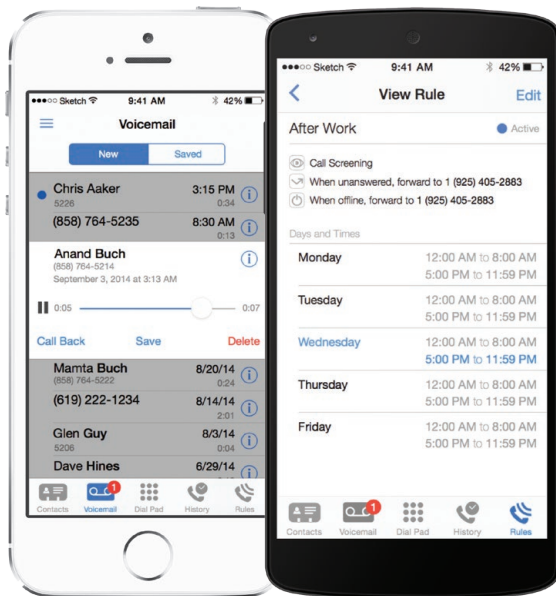 Sketch 9:41 AM 42%
Voicemail
New Saved
Chris Aaker 3:15 PM
5226 0:34
(858) 764-5235 8:30 AM
0:13
Anand Buch
(858) 764-5214
September 3, 2014 at 3:13 AM
0:05 0:07
Call Back Save Delete
Mamta Buch 8/20/14
(858) 764-5222 0:24
(619) 222-1234 8/14/14
2:01
Glen Guy 8/3/14
5206 0:04
Dave Hines 6/29/14
1
Contacts Voicemail Dial Pad History Rules
Sketch 9:41 AM 42%
View Rule Edit
After Work Active
Call Screening
When unanswered, forward to 1 (925) 405-2883
When offline, forward to 1 (925) 405-2883
Days and Times
Monday 12:00 AM to 8:00 AM
5:00 PM to 11:59 PM
Tuesday 12:00 AM to 8:00 AM
5:00 PM to 11:59 PM
Wednesday 12:00 AM to 8:00 AM
5:00 PM to 11:59 PM
Thursday 12:00 AM to 8:00 AM
5:00 PM to 11:59 PM
Friday 12:00 AM to 8:00 AM
5:00 PM to 11:59 PM
1
Contacts Voicemail Dial Pad History Rules